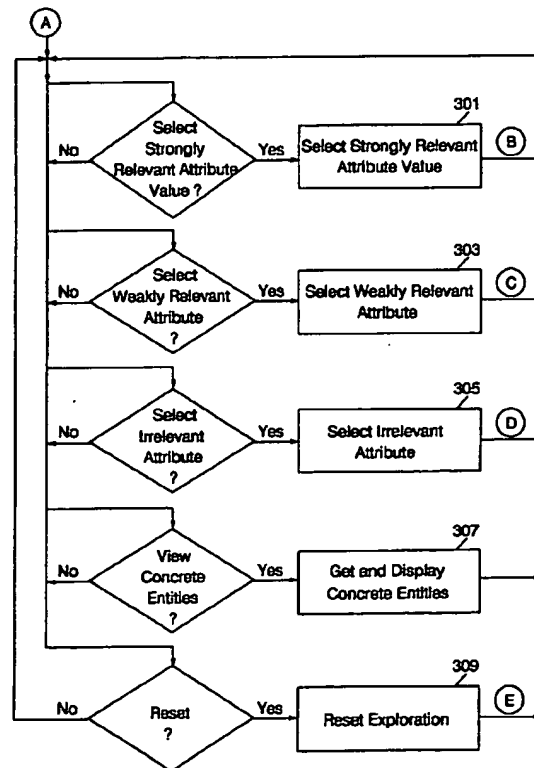 A
Select
Strongly
Relevant Attribute
Value ?
No
Yes
301
Select Strongly Relevant
Attribute Value
B
Select
Weakly Relevant
Attribute
?
No
Yes
303
Select Weakly Relevant
Attribute
C
Select
Irrelevant
Attribute
?
No
Yes
305
Select Irrelevant
Attribute
D
View
Concrete
Entities
?
No
Yes
307
Get and Display
Concrete Entities
Reset
?
No
Yes
309
Reset Exploration
E